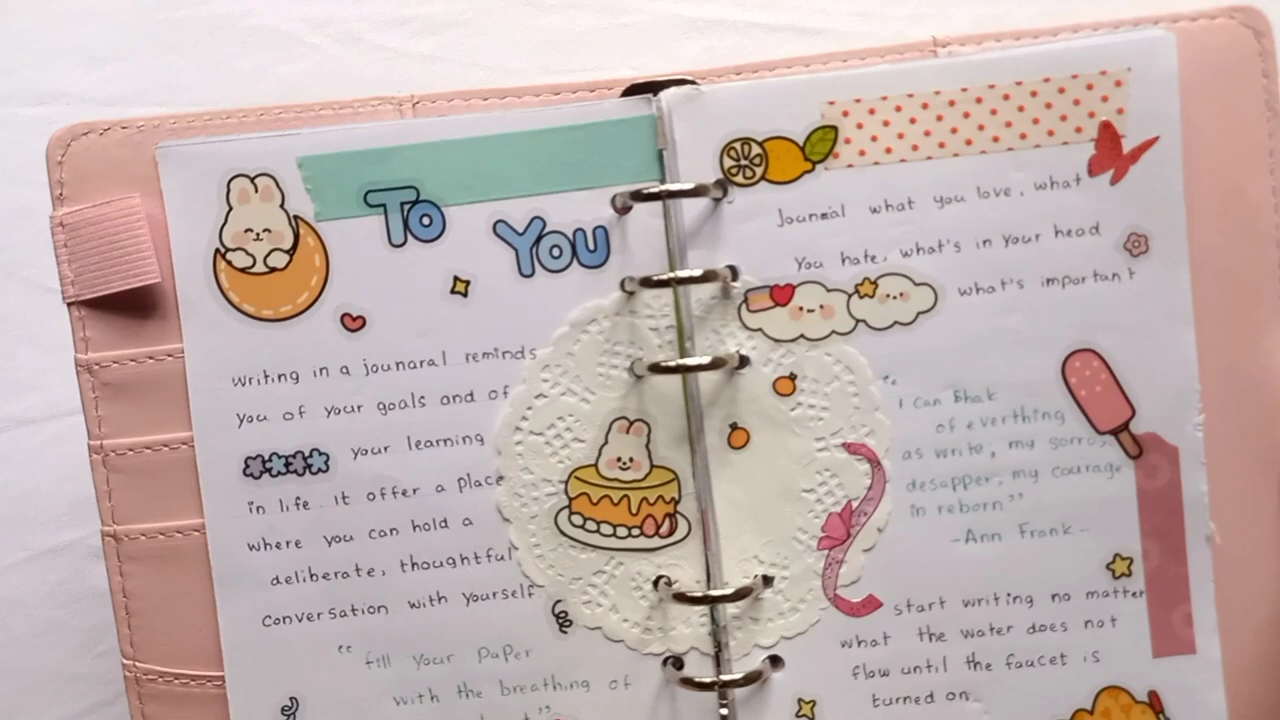 To
You
writing in a jounaral reminds
you of your goals and of
your learning
in life. It offer a place
where you can hold a
deliberate, thoughtful
conversation with yourself
“fill your paper
with the breathing of
”
Jounal what you love, what
You hate, what's in your head
what's important
“I Can Bhak
of everthing
as write, my sorro
desapper, my courage
in reborn”
-Ann Frank-
start writing no matter
what the water does not
flow until the faucet is
turned on